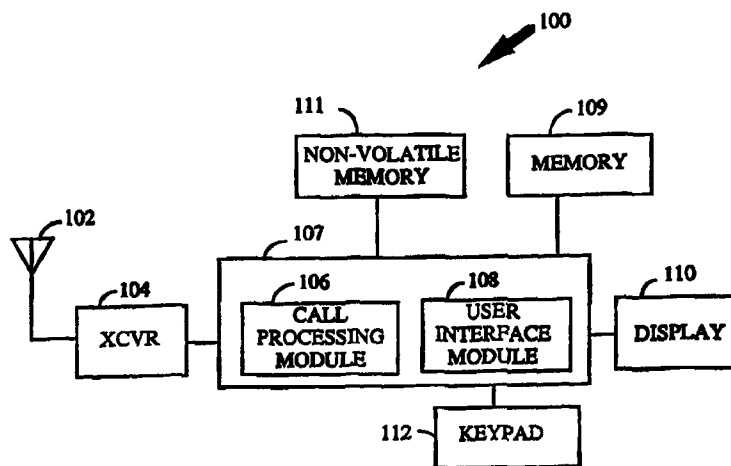 100
111
109
NON-VOLATILE
MEMORY
MEMORY
102
107
104
106
108
110
XCVR
CALL
PROCESSING
MODULE
USER
INTERFACE
MODULE
DISPLAY
112
KEYPAD